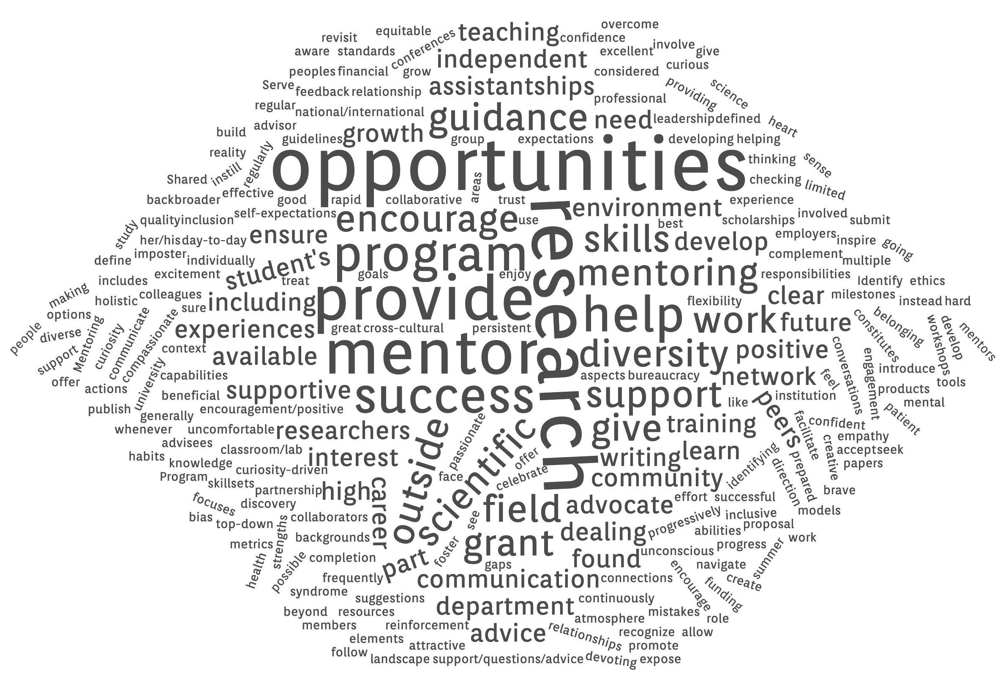 overcome
equitable
teaching
revisit
conferences
confidence
involve
aware
standards
independent
excellent
give
peoples
financial
grow
considered
curious
Serve
feedback
relationship
assistantships
professional
providing
science
regular
national/international
guidance
need
leadership
defined
heart
build
advisor
growth
guidelines
group
expectations
developing
helping
reality
regularly
opportunities
thinking
sense
Shared
instill
effective
areas
checking
limited
back
broader
good
rapid
collaborative
trust
environment
experience
self-expectations
encourage
use
scholarships
involved
submit
study
quality
inclusion
best
her/his
day-to-day
ensure
skills
develop
employers
inspire
going
define
imposter
individually
student's
program
research
complement
multiple
includes
excitement
treat
goals
enjoy
mentoring
responsibilities
Identify
ethics
making
holistic
colleagues
sure
including
provide
flexibility
clear
milestones
instead
hard
options
people
diverse
Mentoring
curiosity
communicate
compassionate
experiences
great
cross-cultural
persistent
help
work
future
constitutes
belonging
workshops
develop
mentors
support
context
available
mentor
diversity
positive
conversations
engagement
introduce
tools
offer
actions
university
capabilities
aspects
bureaucracy
network
feel
products
publish
beneficial
supportive
success
support
like
peers
institution
mental
generally
encouragement/positive
patient
whenever
uncomfortable
researchers
outside
passionate
scientific
give
training
facilitate
confident
advisees
empathy
habits
classroom/lab
interest
offer
writing
learn
identifying
creative
accept
seek
knowledge
curiosity-driven
direction
prepared
papers
Program
skillsets
partnership
high
career
face
celebrate
community
brave
focuses
discovery
field
advocate
effort
successful
models
bias
top-down
strengths
collaborators
see
progressively
inclusive
metrics
backgrounds
grant
dealing
abilities
proposal
work
health
possible
completion
part
foster
gaps
found
unconscious
progress
summer
frequently
communication
connections
encourage
navigate
create
syndrome
suggestions
department
continuously
funding
beyond
resources
mistakes
members
reinforcement
atmosphere
role
elements
advice
relationships
recognize
allow
follow
attractive
promote
landscape
support/questions/advice
devoting
expose